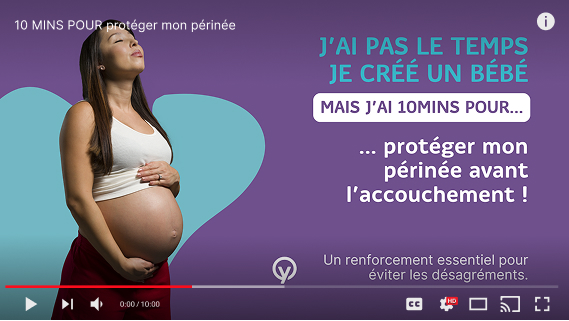 10 MINS POUR protéger mon périnée
i
J'AI PAS LE TEMPS
JE CRÉÉ UN BÉBÉ
MAIS J'AI 10MINS POUR...
... protéger mon
périnée avant
l'accouchement !
Un renforcement essentiel pour
éviter les désagréments.
y
0:00 / 10:00
CC
HD